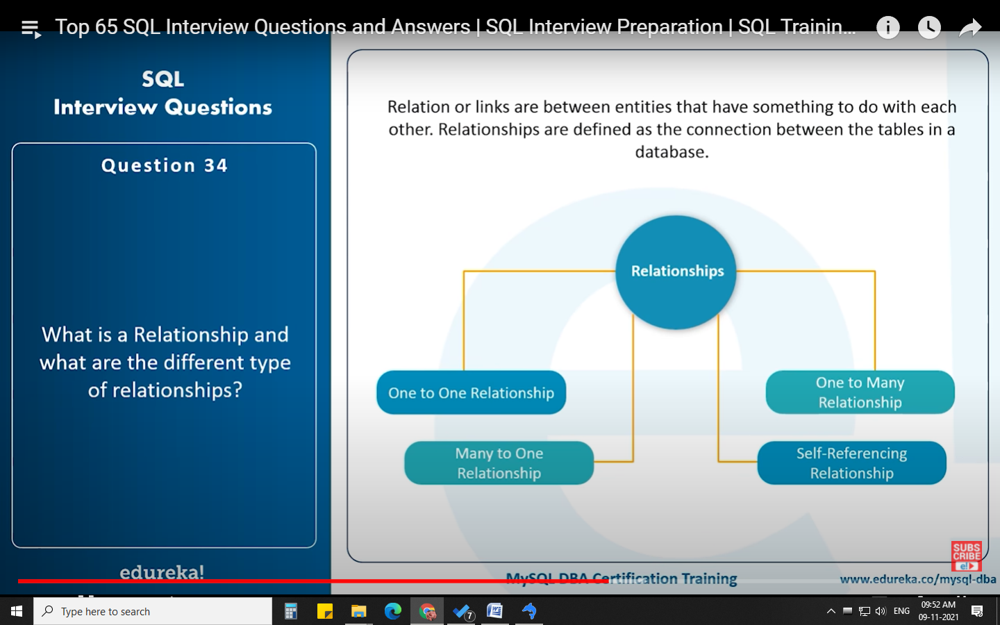 Top 65 SQL Interview Questions and Answers | SQL Interview Preparation | SQL Trainin...
SQL
Interview Questions
Question 34
What is a Relationship and
what are the different type
of relationships?
edureka!
Relation or links are between entities that have something to do with each
other. Relationships are defined as the connection between the tables in a
database.
Relationships
One to One Relationship
One to Many
Relationship
Many to One
Relationship
Self-Referencing
Relationship
SUBS
CRIBE
e!
MySQL DBA Certification Training
www.edureka.co/mysql-dba
Type here to search
7
ENG
09:52 AM
09-11-2021